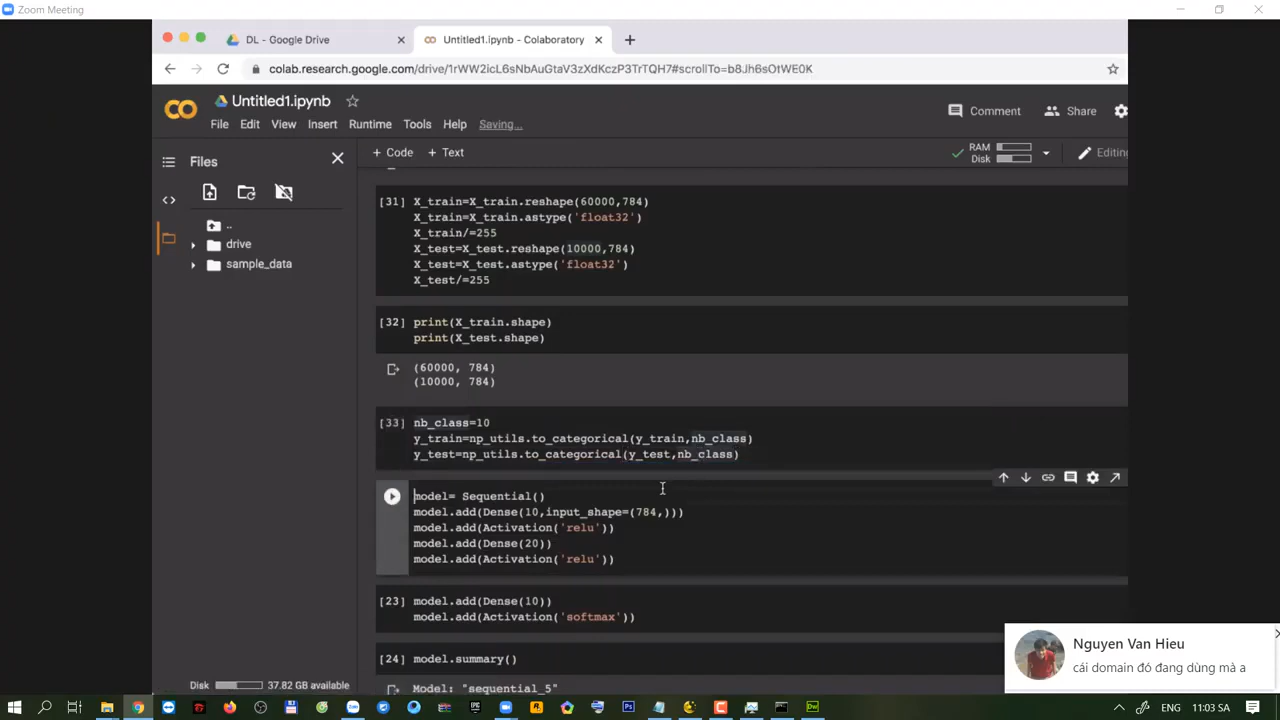 Zoom Meeting
DL - Google Drive
Untitled1.ipynb - Colaboratory
colab.research.google.com/drive/1rWW2icL6sNbAuGtaV3zXdKczP3TrTQH7#scrollTo=b8Jh6sOtWE0K
Untitled1.ipynb
Comment
Share
File Edit View Insert Runtime Tools Help Saving...
Files
+ Code + Text
RAM
Disk
Editing
..
drive
sample_data
[31] X_train=X_train.reshape(60000,784)
X_train=X_train.astype('float32')
X_train/=255
X_test=X_test.reshape(10000,784)
X_test=X_test.astype('float32')
X_test/=255
[32] print(X_train.shape)
print(X_test.shape)
(60000, 784)
(10000, 784)
[33] nb_class=10
y_train=np_utils.to_categorical(y_train,nb_class)
y_test=np_utils.to_categorical(y_test,nb_class)
model= Sequential()
model.add(Dense(10,input_shape=(784,)))
model.add(Activation('relu'))
model.add(Dense(20))
model.add(Activation('relu'))
[23] model.add(Dense(10))
model.add(Activation('softmax'))
[24] model.summary()
Model: "sequential_5"
Disk 37.82 GB available
Nguyen Van Hieu
cái domain đó đang dùng mà a
ENG 11:03 SA